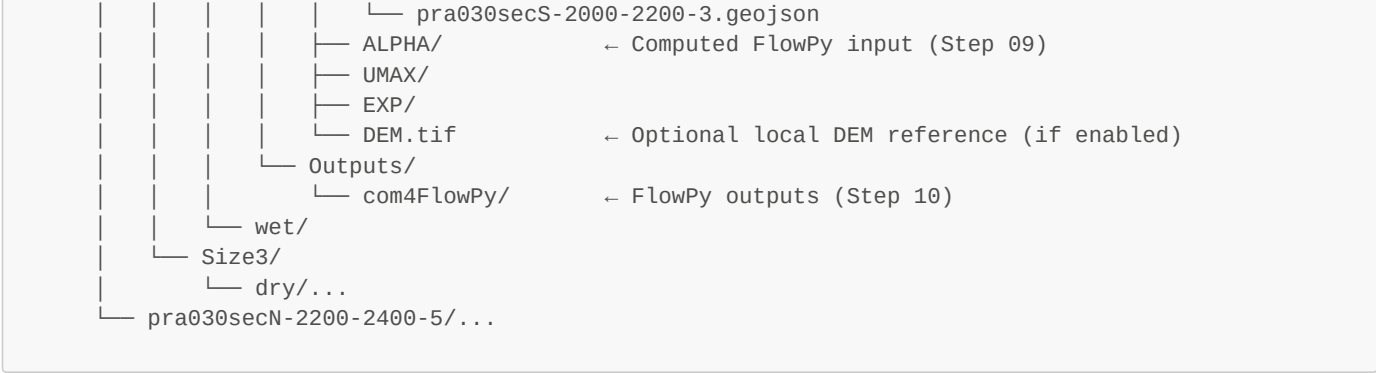 │   │   │   │   │   └── pra030secS-2000-2200-3.geojson
│   │   │   │   ├── ALPHA/           ← Computed FlowPy input (Step 09)
│   │   │   │   ├── UMAX/
│   │   │   │   ├── EXP/
│   │   │   │   └── DEM.tif          ← Optional local DEM reference (if enabled)
│   │   │   └── Outputs/
│   │   │       └── com4FlowPy/      ← FlowPy outputs (Step 10)
│   │   └── wet/
│   └── Size3/
│       └── dry/...
└── pra030secN-2200-2400-5/...